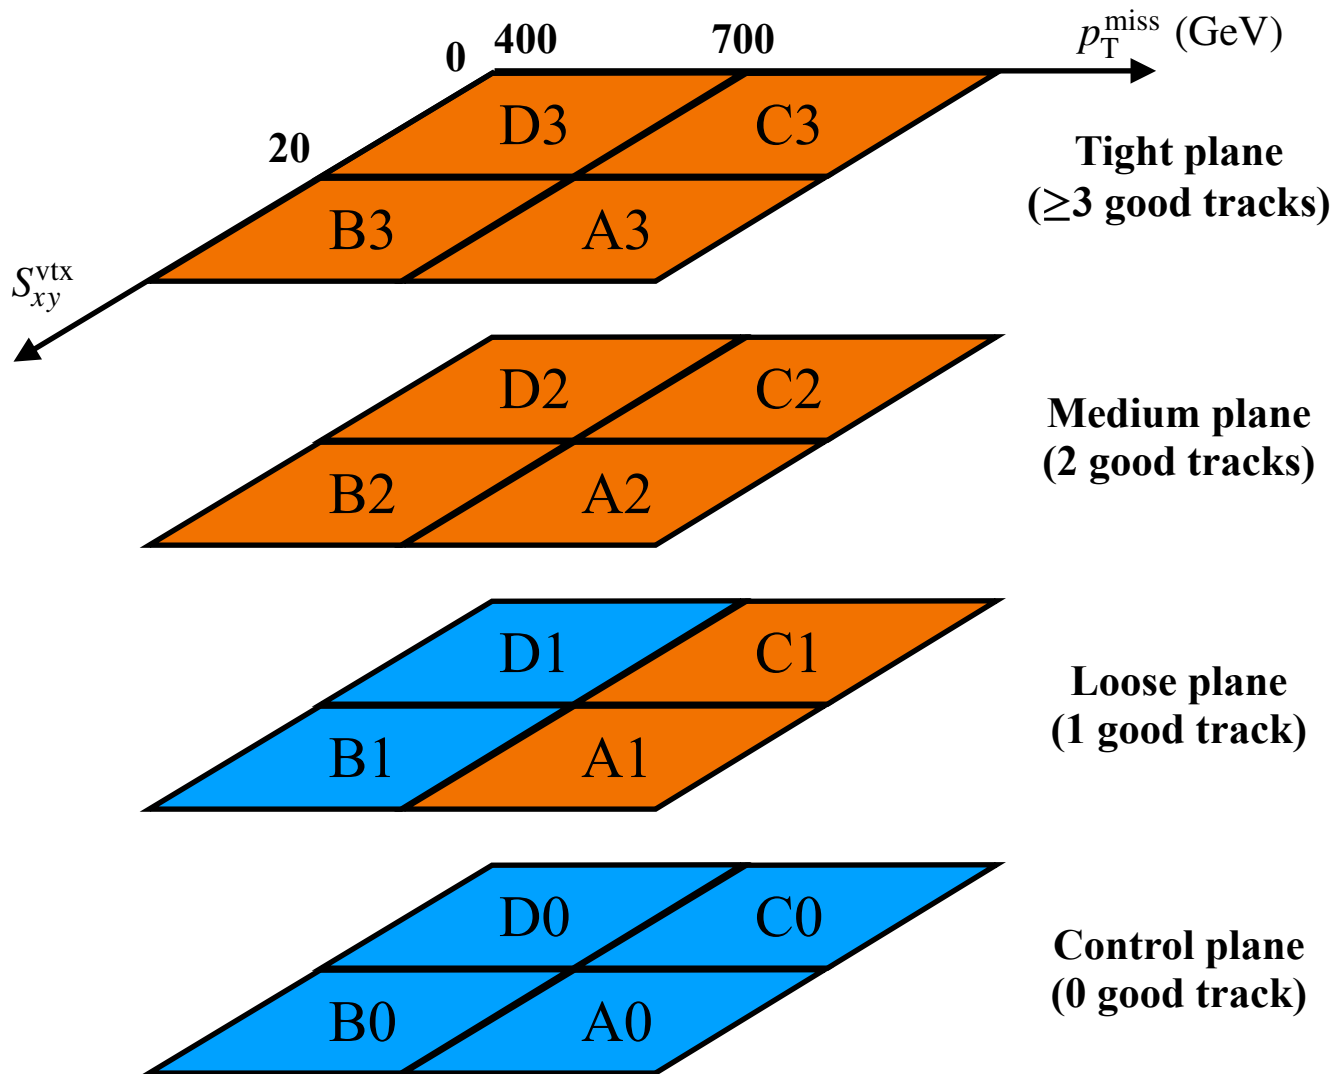 0 400 700 p_T^miss (GeV)
D3 C3
20
Tight plane
(≥3 good tracks)
B3 A3
S_xy^vtx
D2 C2
Medium plane
(2 good tracks)
B2 A2
D1 C1
Loose plane
(1 good track)
B1 A1
D0 C0
Control plane
(0 good track)
B0 A0